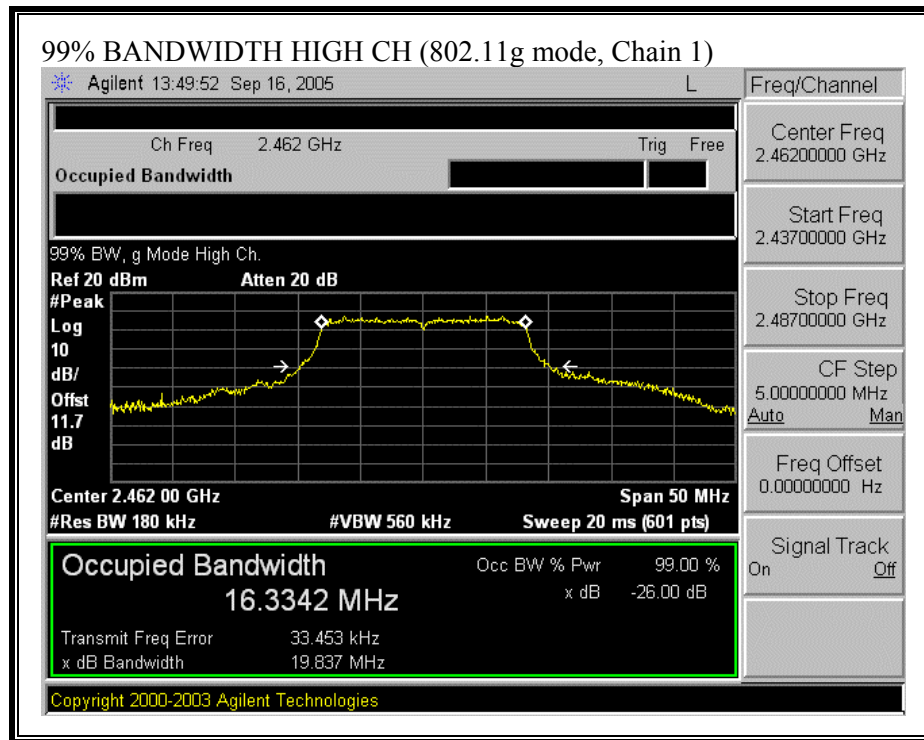 99% BANDWIDTH HIGH CH (802.11g mode, Chain 1)
Agilent 13:49:52 Sep 16, 2005 L
Freq/Channel
Ch Freq 2.462 GHz Trig Free
Occupied Bandwidth
Center Freq
2.46200000 GHz
Start Freq
2.43700000 GHz
Stop Freq
2.48700000 GHz
CF Step
5.00000000 MHz
Auto Man
Freq Offset
0.00000000 Hz
Signal Track
On Off
99% BW, g Mode High Ch.
Ref 20 dBm Atten 20 dB
#Peak
Log
10
dB/
Offst
11.7
dB
Center 2.462 00 GHz Span 50 MHz
#Res BW 180 kHz #VBW 560 kHz Sweep 20 ms (601 pts)
Occupied Bandwidth
16.3342 MHz
Occ BW % Pwr 99.00 %
x dB -26.00 dB
Transmit Freq Error 33.453 kHz
x dB Bandwidth 19.837 MHz
Copyright 2000-2003 Agilent Technologies